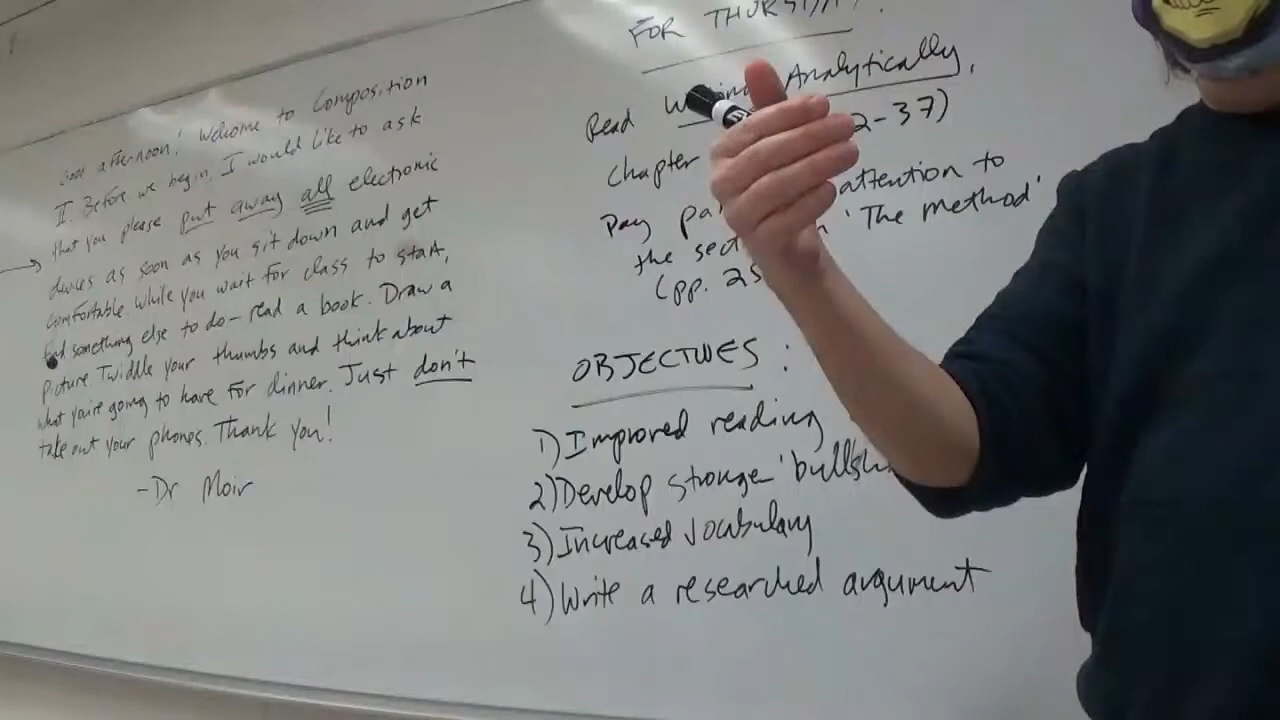 Good afternoon! Welcome to Composition
II. Before we begin, I would like to ask
that you please put away all electronic
devices as soon as you sit down and get
comfortable. While you wait for class to start,
find something else to do – read a book. Draw a
picture. Twiddle your thumbs and think about
what you're going to have for dinner. Just don't
take out your phones. Thank you!
-Dr Moir
FOR THURSDAY:
Read Analytically,
Chapter 2-37)
Pay attention to
the 'The Method'
(pp. 25
OBJECTIVES:
1) Improved reading
2) Develop stronger
3) Increased vocabulary
4) Write a researched argument